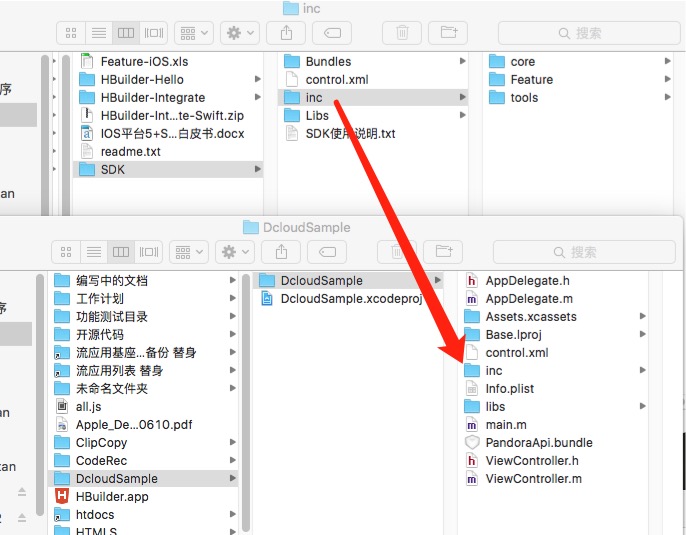 inc
搜索
序
tan
Feature-iOS.xls
HBuilder-Hello
HBuilder-Integrate
HBuilder-Int...te-Swift.zip
IOS平台5+S...白皮书.docx
readme.txt
SDK
Bundles
control.xml
inc
Libs
SDK使用说明.txt
core
Feature
tools
DcloudSample
搜索
序
an
tan
2
编写中的文档
工作计划
功能测试目录
开源代码
流应用基座...备份 替身
流应用列表 替身
未命名文件夹
all.js
Apple_De...0610.pdf
ClipCopy
CodeRec
DcloudSample
HBuilder.app
htdocs
HTML5
DcloudSample
DcloudSample.xcodeproj
AppDelegate.h
AppDelegate.m
Assets.xcassets
Base.lproj
control.xml
inc
Info.plist
libs
main.m
PandoraApi.bundle
ViewController.h
ViewController.m